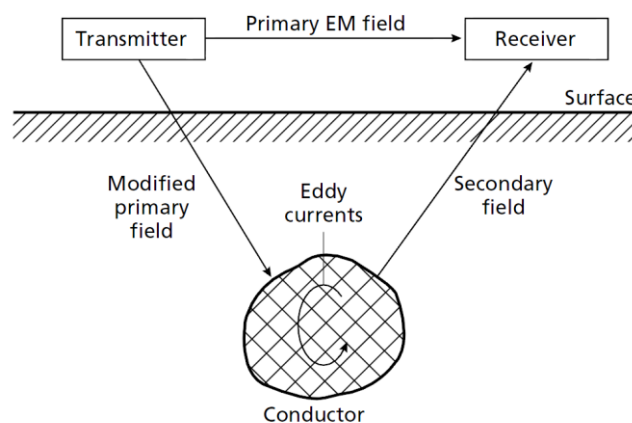 Transmitter
Primary EM field
Receiver
Surface
Modified
primary
field
Eddy
currents
Secondary
field
Conductor